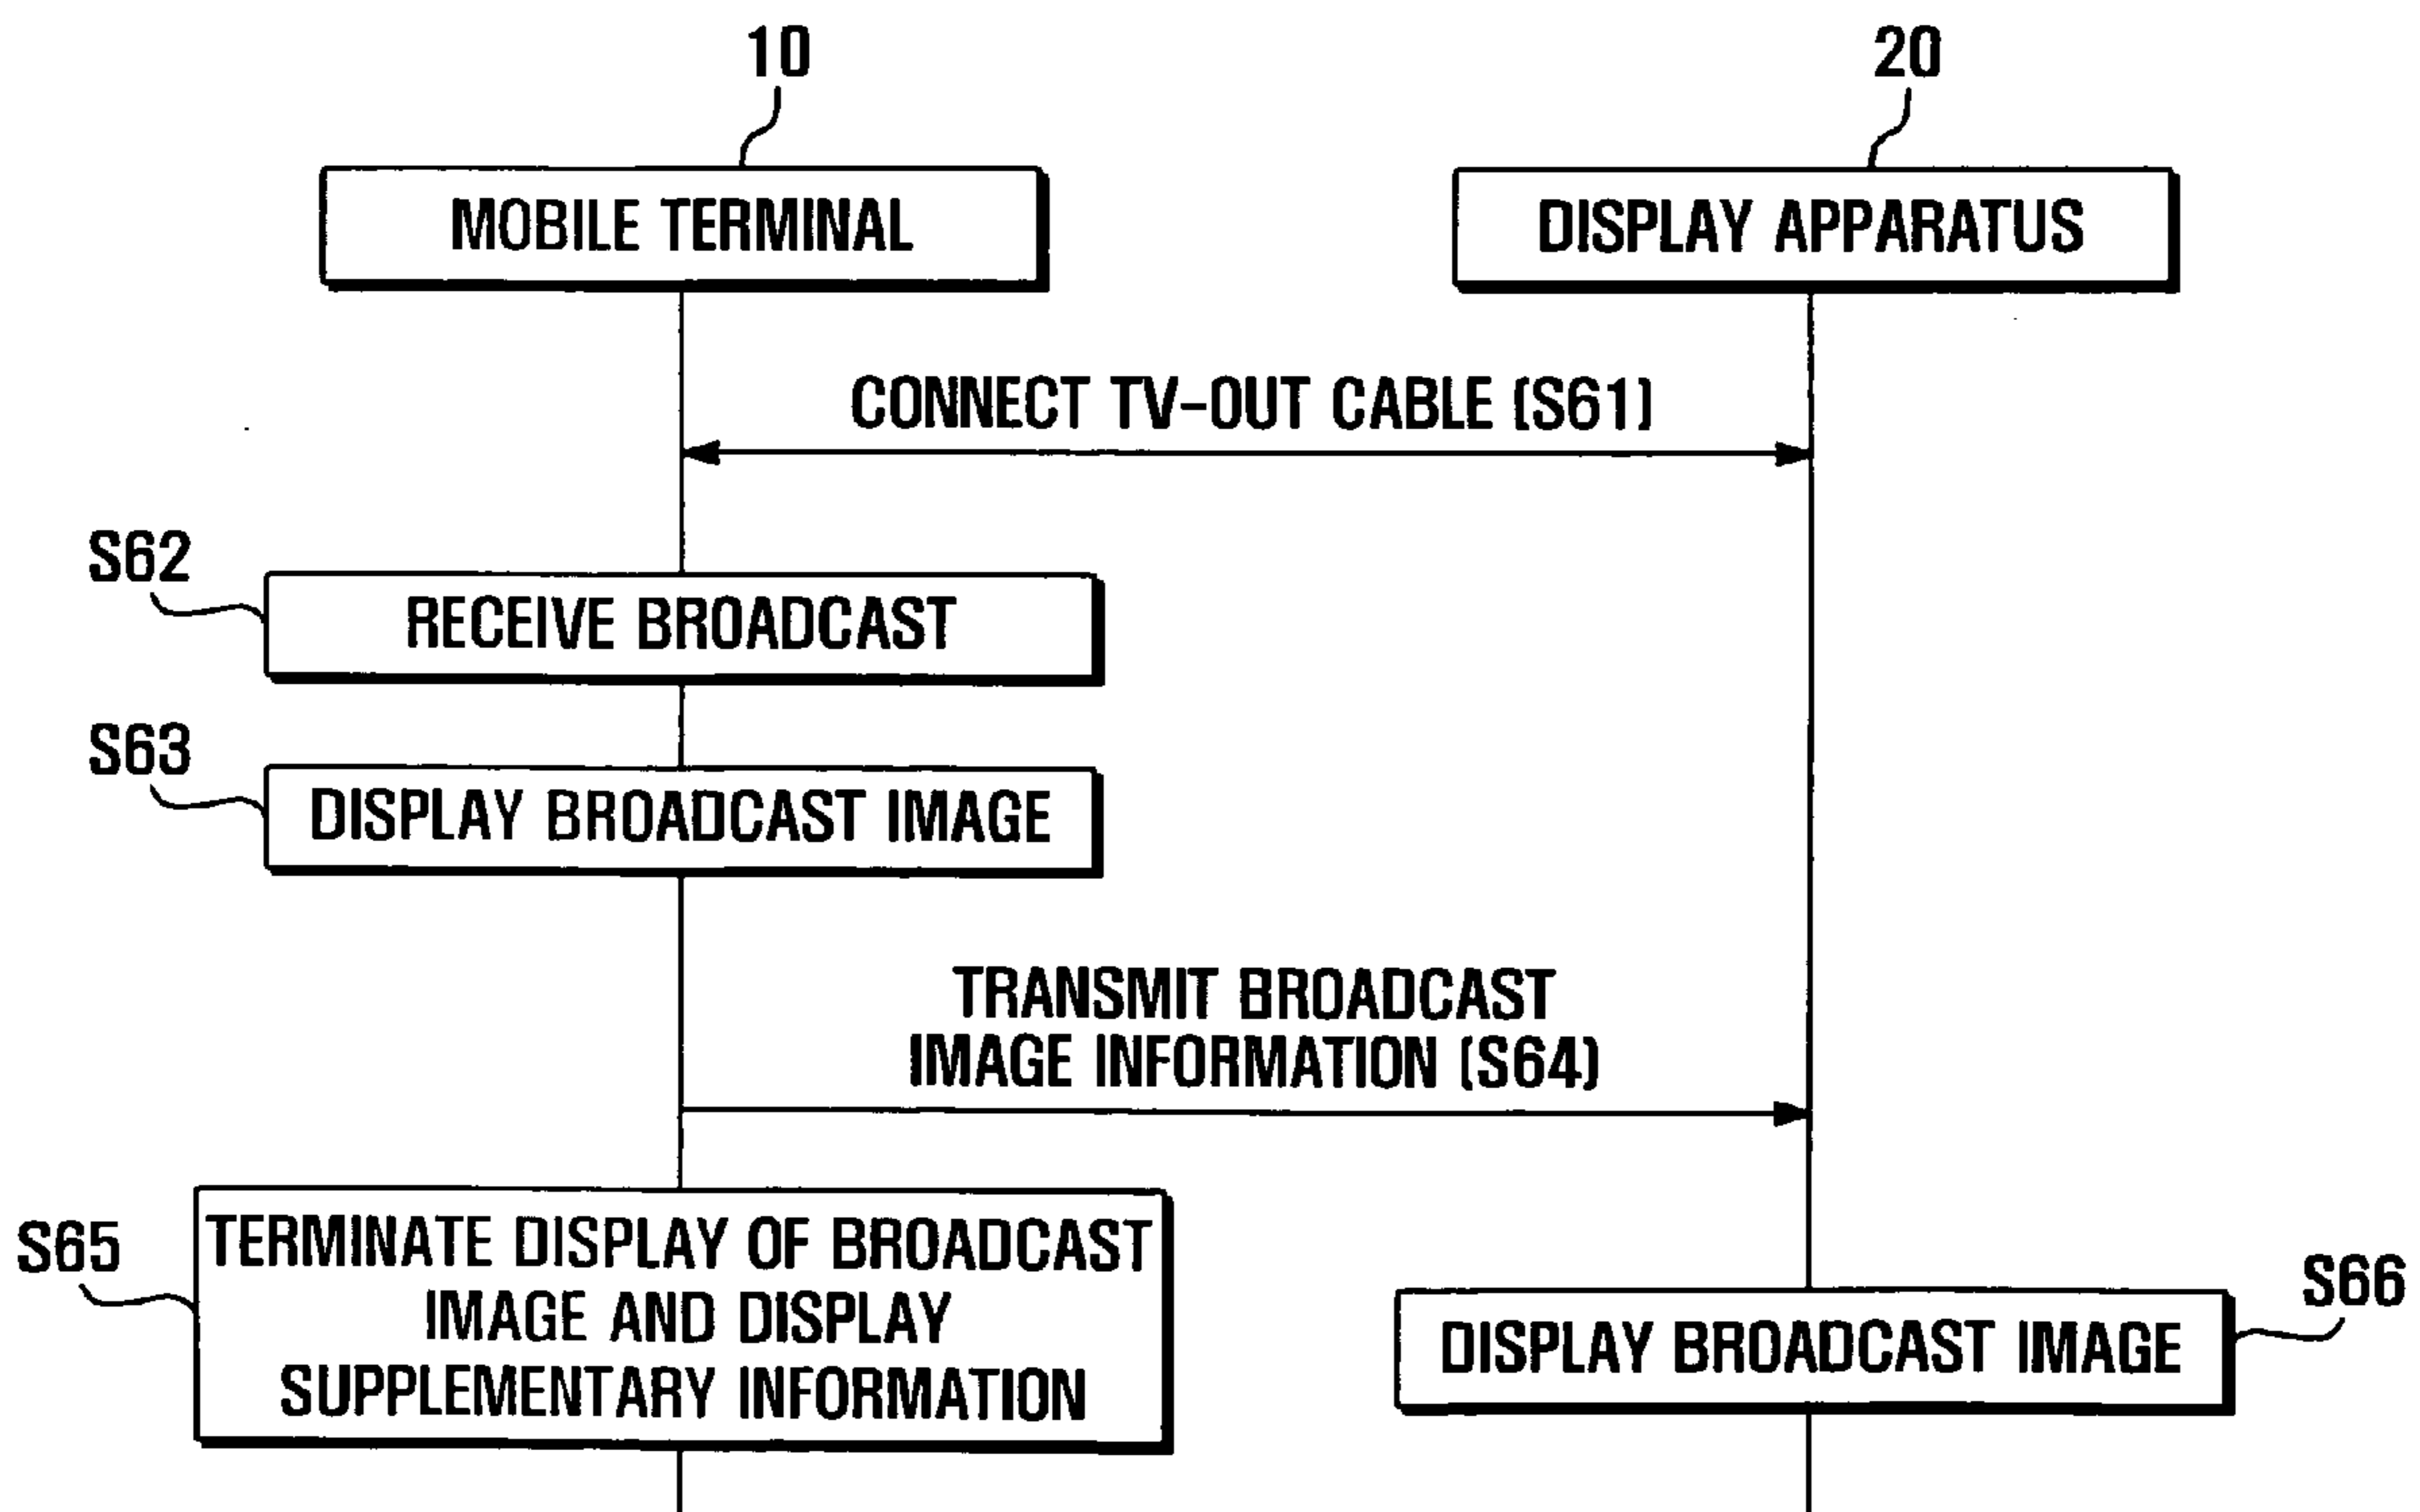 10
20
MOBILE TERMINAL
DISPLAY APPARATUS
CONNECT TV-OUT CABLE (S61)
S62
RECEIVE BROADCAST
S63
DISPLAY BROADCAST IMAGE
TRANSMIT BROADCAST
IMAGE INFORMATION (S64)
S65
TERMINATE DISPLAY OF BROADCAST
IMAGE AND DISPLAY
SUPPLEMENTARY INFORMATION
S66
DISPLAY BROADCAST IMAGE